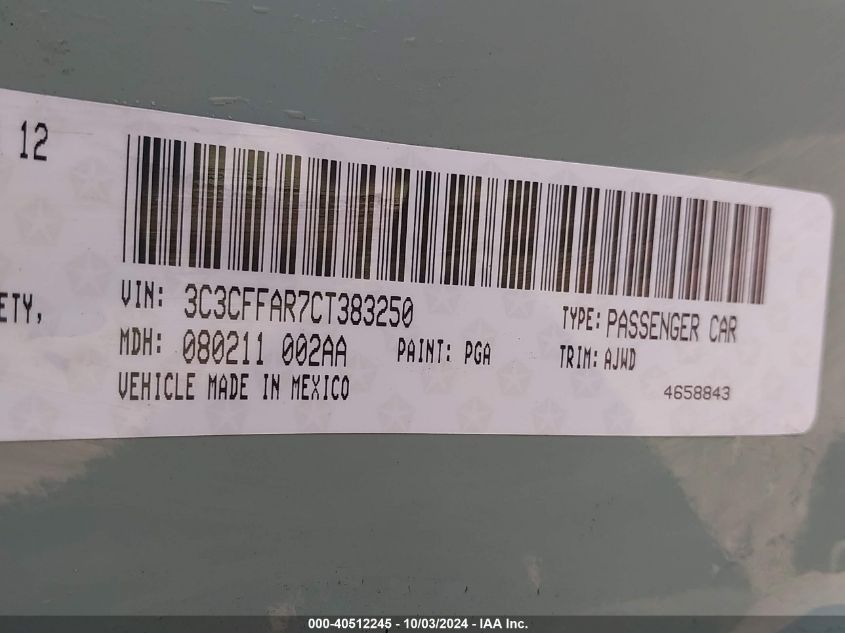 12
ETY,
VIN: 3C3CFFAR7CT383250 TYPE: PASSENGER CAR
MDH: 080211 002AA PAINT: PGA TRIM: AJWD
VEHICLE MADE IN MEXICO 4658843
000-40512245 - 10/03/2024 - IAA Inc.